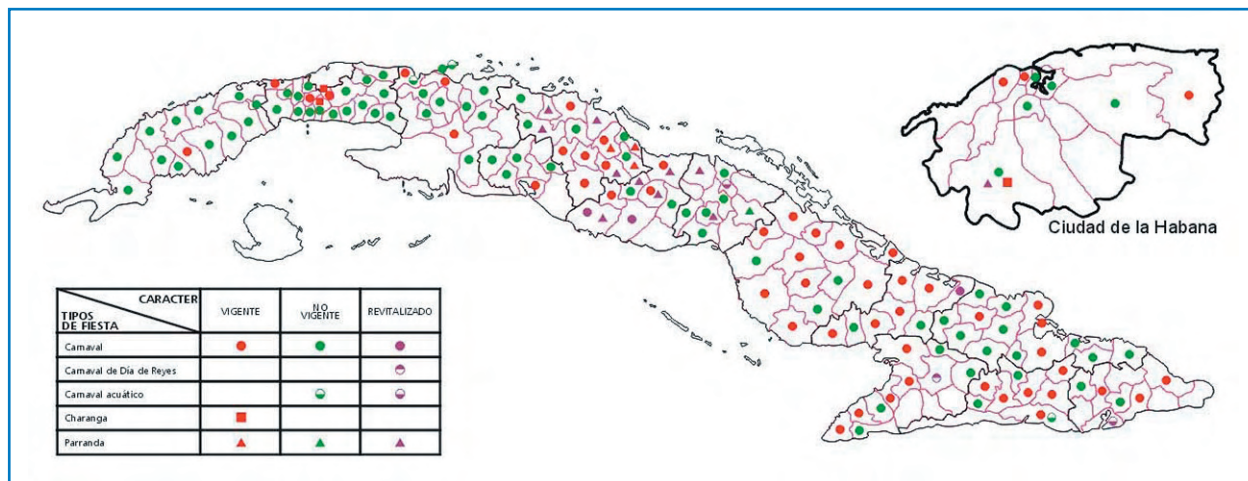 Ciudad de la Habana
CARACTER
TIPOS
DE FIESTA
VIGENTE
NO
VIGENTE
REVITALIZADO
Carnaval
Carnaval de Día de Reyes
Carnaval acuático
Charanga
Parranda